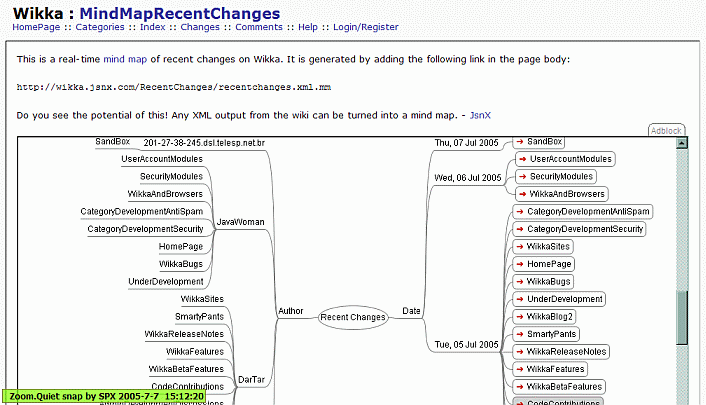 Wikka : MindMapRecentChanges
HomePage :: Categories :: Index :: Changes :: Comments :: Help :: Login/Register
This is a real-time mind map of recent changes on Wikka. It is generated by adding the following link in the page body:
http://wikka.jsnx.com/RecentChanges/recentchanges.xml.mm
Do you see the potential of this! Any XML output from the wiki can be turned into a mind map. - JsnX
Adblock
SandBox
201-27-38-245.dsl.telesp.net.br
UserAccountModules
SecurityModules
WikkaAndBrowsers
CategoryDevelopmentAntiSpam
CategoryDevelopmentSecurity
HomePage
WikkaBugs
UnderDevelopment
JavaWoman
WikkaSites
SmartyPants
WikkaReleaseNotes
WikkaFeatures
WikkaBetaFeatures
CodeContributions
DarTar
Author
Recent Changes
Date
Thu, 07 Jul 2005
SandBox
Wed, 06 Jul 2005
UserAccountModules
SecurityModules
WikkaAndBrowsers
Tue, 05 Jul 2005
CategoryDevelopmentAntiSpam
CategoryDevelopmentSecurity
WikkaSites
HomePage
WikkaBugs
UnderDevelopment
WikkaBlog2
SmartyPants
WikkaReleaseNotes
WikkaFeatures
WikkaBetaFeatures
CodeContributions
Zoom.Quiet snap by SPX 2005-7-7 15:12:20